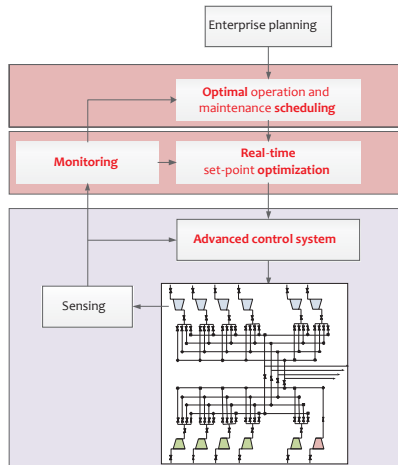 Enterprise planning
Optimal operation and
maintenance scheduling
Monitoring
Real-time
set-point optimization
Advanced control system
Sensing